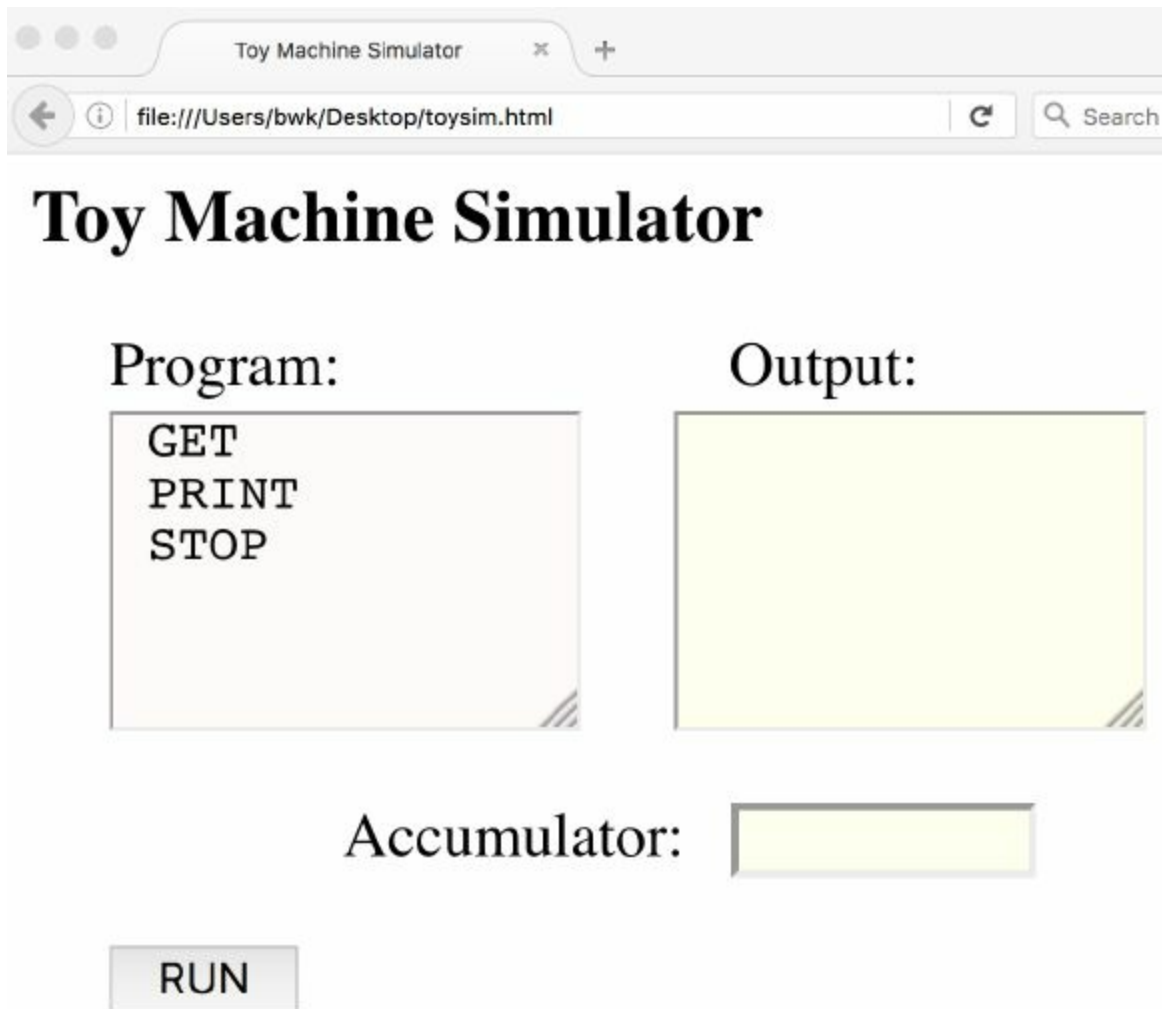 Toy Machine Simulator
file:///Users/bwk/Desktop/toysim.html
Search
Toy Machine Simulator
Program:
Output:
GET
PRINT
STOP
Accumulator:
RUN